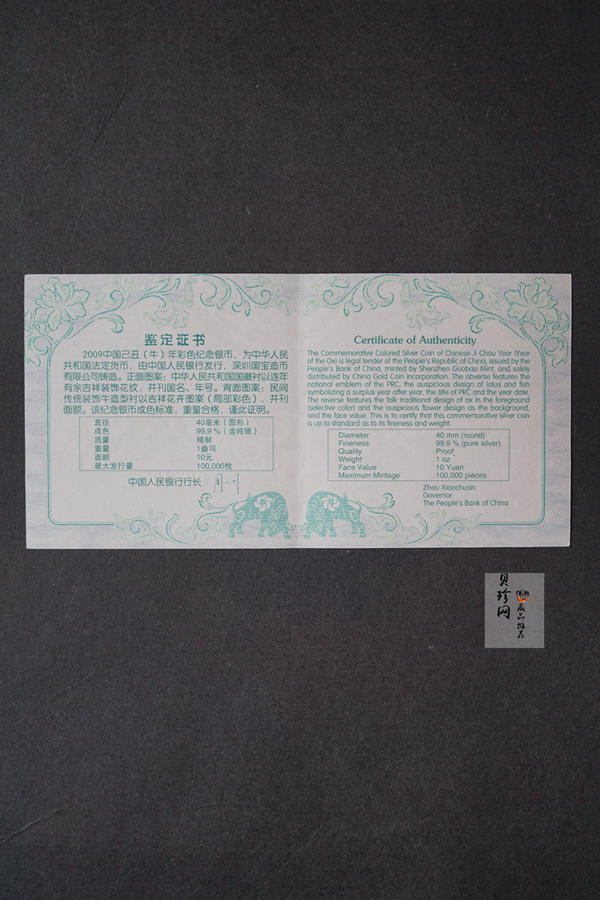 鉴定证书
2009中国己丑（牛）年彩色纪念银币，为中华人民
共和国法定货币，由中国人民银行发行，深圳国宝造币
有限公司铸造。正面图案：中华人民共和国国徽衬以连年
有余吉祥装饰花纹，并刊国名、年号。背面图案：民间
传统装饰牛造型衬以吉祥花卉图案（局部彩色），并刊
面额。该纪念银币成色标准，重量合格，谨此证明。
直径 40毫米（圆形）
成色 99.9％（含纯银）
质量 精制
重量 1盎司
面额 10元
最大发行量 100,000枚
中国人民银行行长
Certificate of Authenticity
The Commemorative Colored Silver Coin of Chinese Ji Chou Year (Year
of the Ox) is legal tender of the People's Republic of China, issued by the
People's Bank of China, minted by Shenzhen Guobao Mint, and solely
distributed by China Gold Coin Incorporation. The obverse features the
national emblem of the PRC, the auspicious design of lotus and fish
symbolizing a surplus year after year, the title of PRC and the year date.
The reverse features the folk traditional design of ox in the foreground
(selective color) and the auspicious flower design as the background,
and the face value. This is to certify that this commemorative silver coin
is up to standard as to its fineness and weight.
Diameter 40 mm (round)
Fineness 99.9 % (pure silver)
Quality Proof
Weight 1 oz
Face Value 10 Yuan
Maximum Mintage 100,000 pieces
Zhou Xiaochuan
Governor
The People's Bank of China
贝珍网
藏品推荐